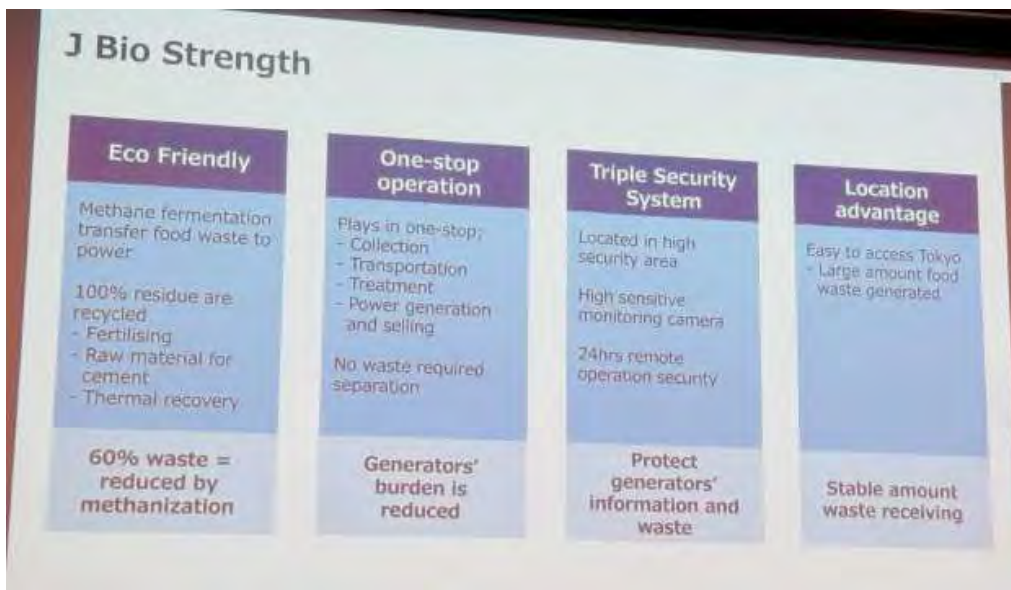 J Bio Strength
Eco Friendly
Methane fermentation
transfer food waste to
power
100% residue are
recycled
- Fertilising
- Raw material for
cement
- Thermal recovery
60% waste =
reduced by
methanization
One-stop
operation
Plays in one-stop;
- Collection
- Transportation
- Treatment
- Power generation
and selling
No waste required
separation
Generators'
burden is
reduced
Triple Security
System
Located in high
security area
High sensitive
monitoring camera
24hrs remote
operation security
Protect
generators'
information and
waste
Location
advantage
Easy to access Tokyo
- Large amount food
waste generated
Stable amount
waste receiving